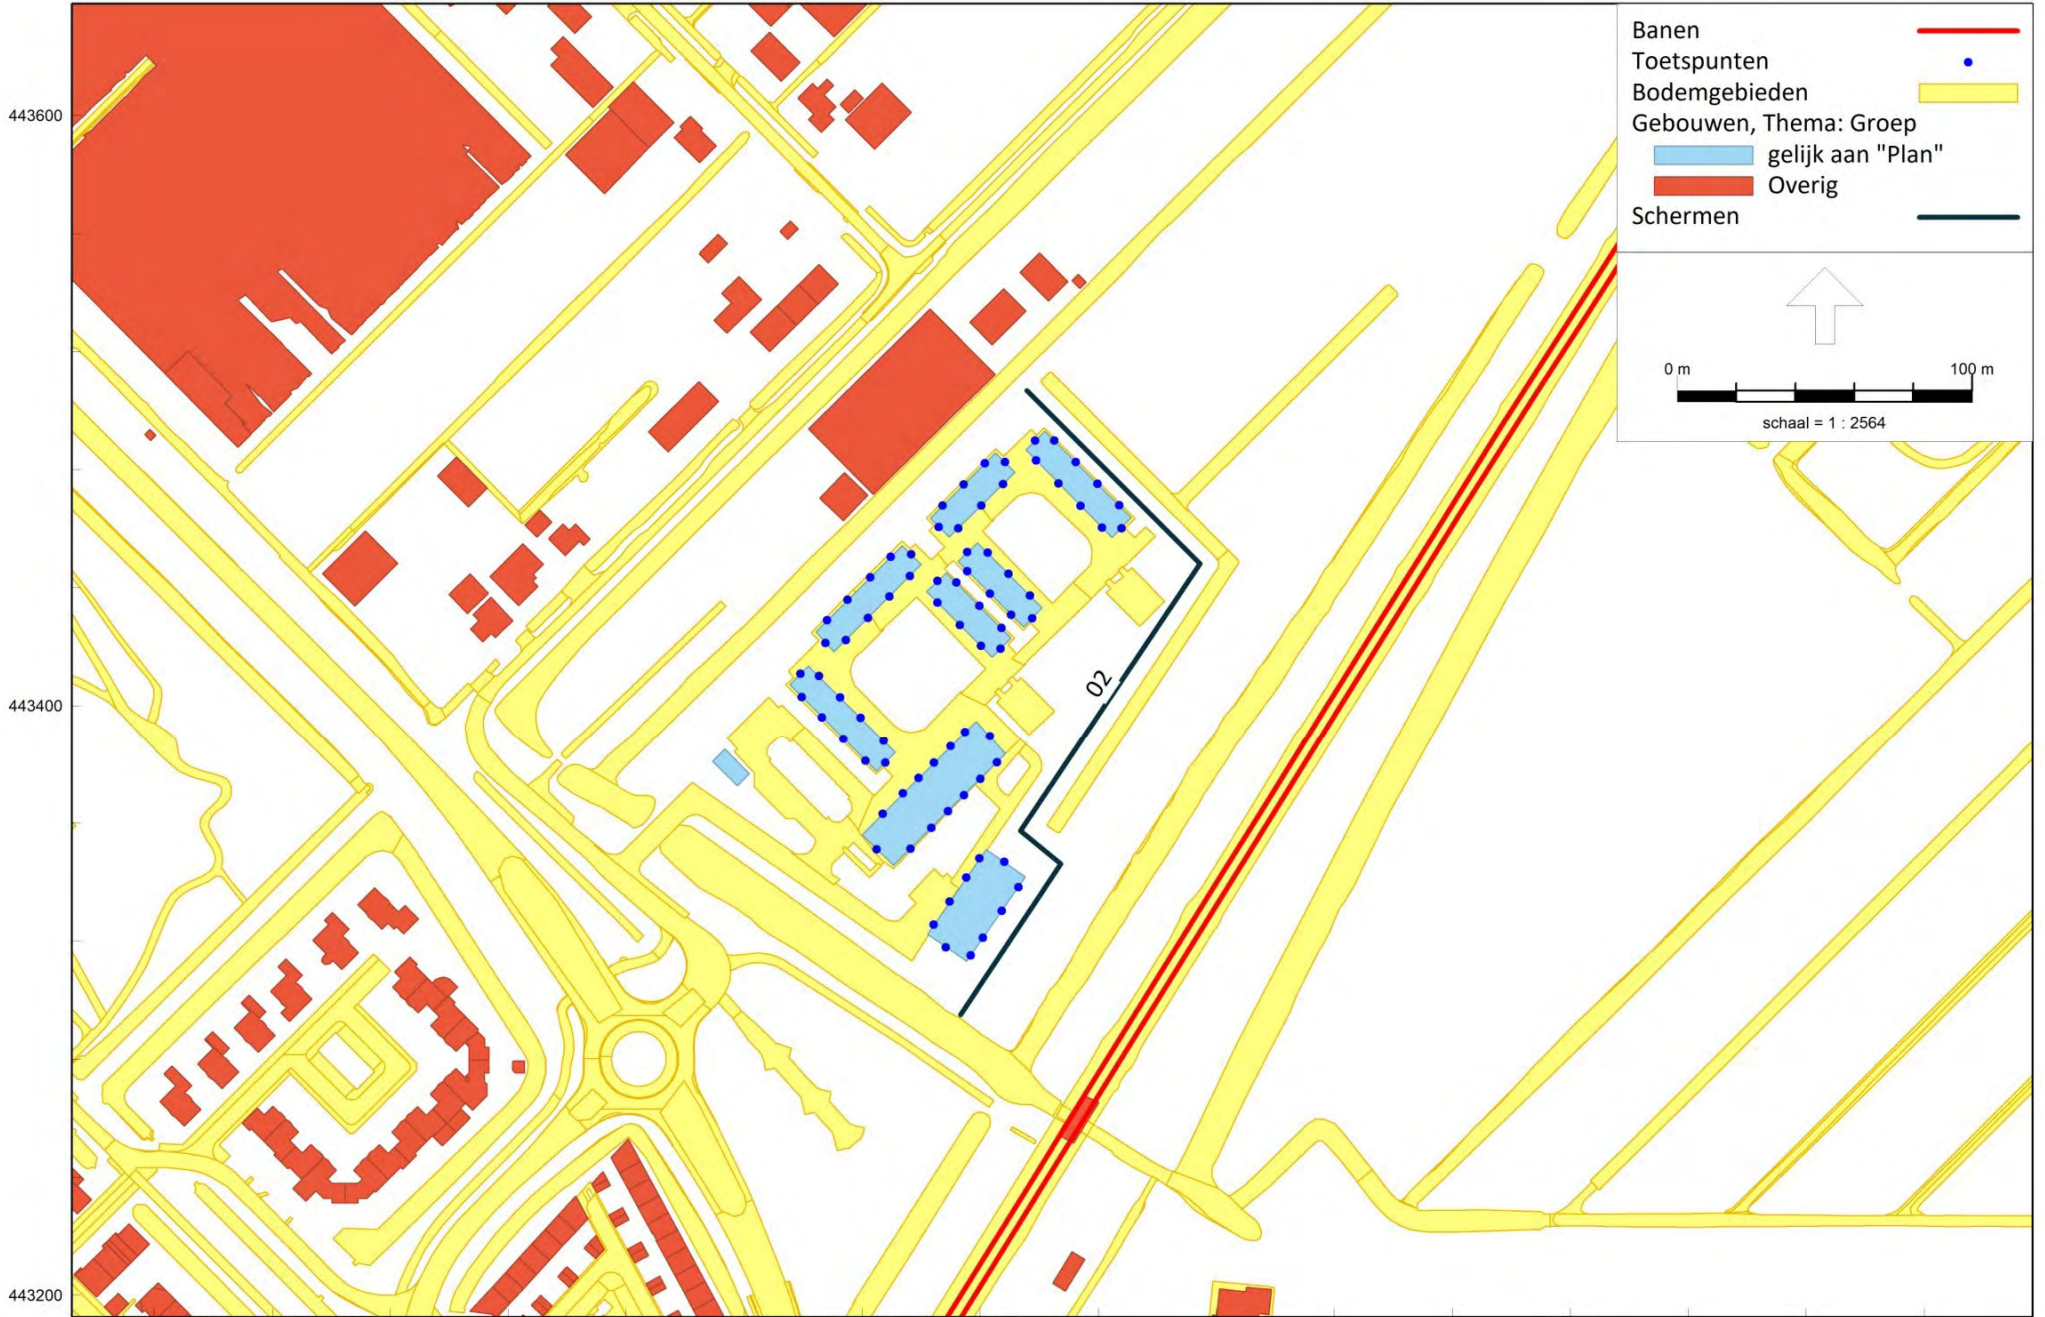 Banen
Toetspunten
Bodemgebieden
Gebouwen, Thema: Groep
gelijk aan "Plan"
Overig
Schermen
0 m 100 m
schaal = 1 : 2564
443600
443400
443200
02